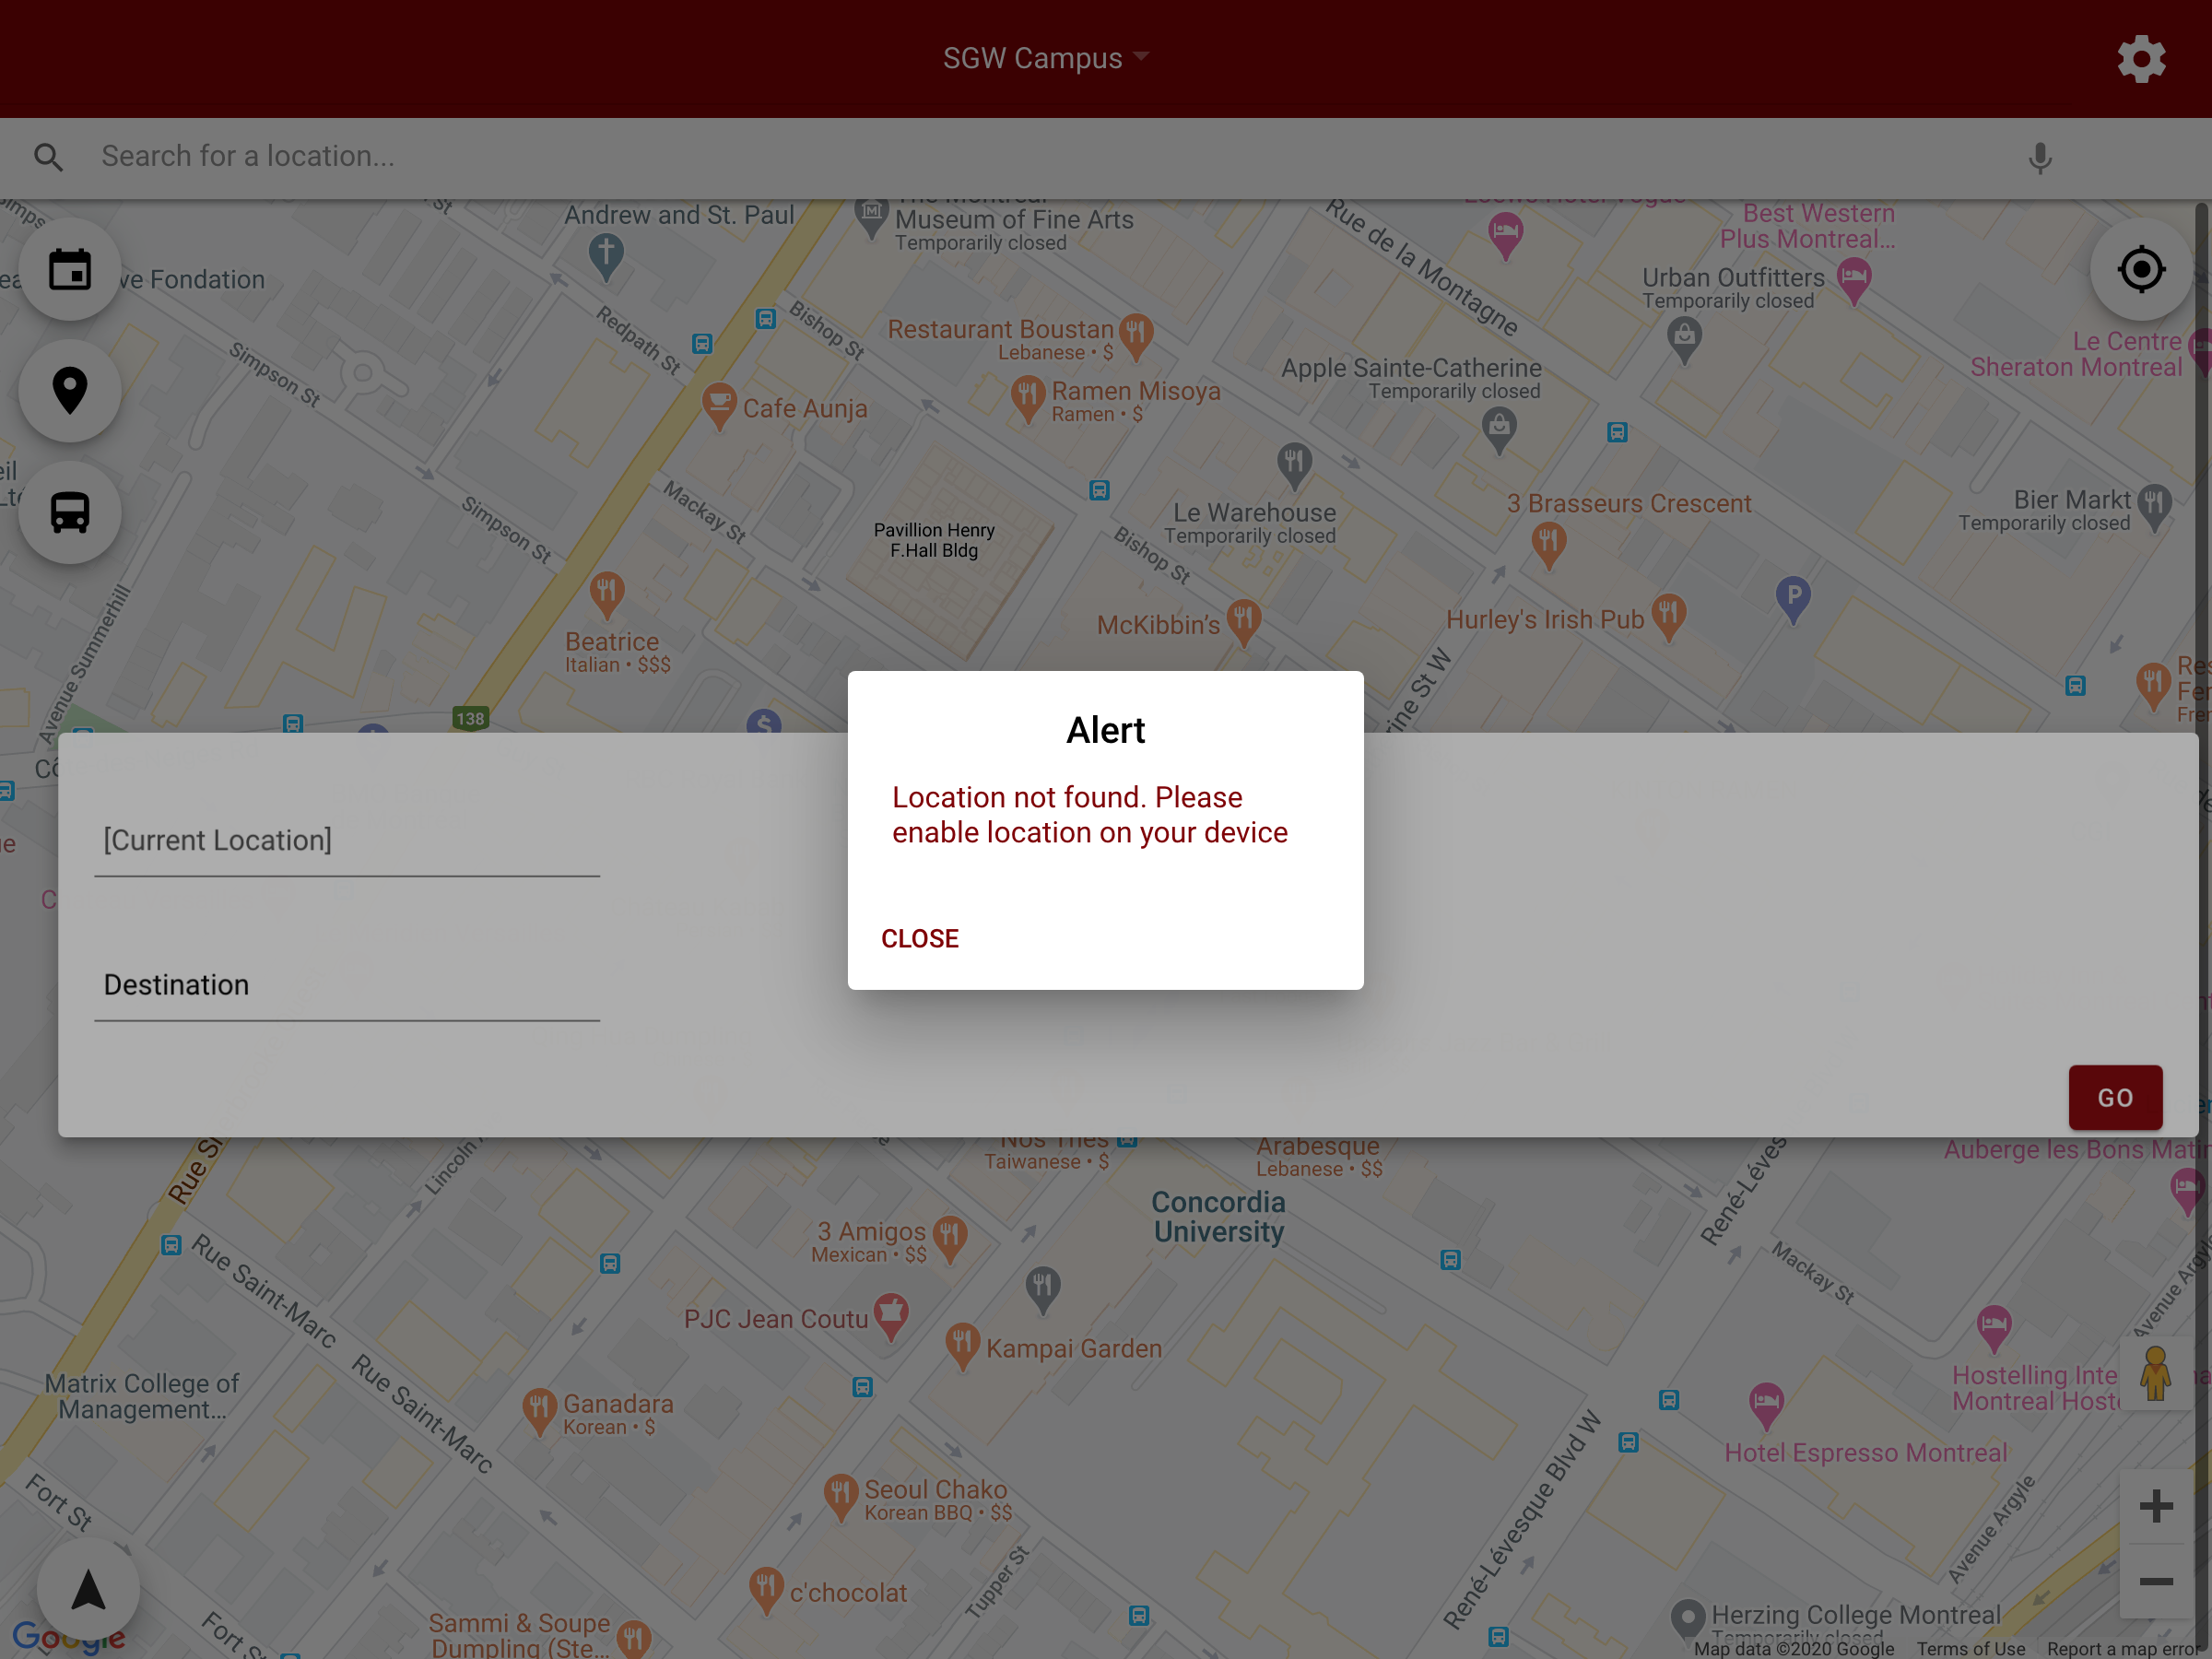 SGW Campus
Search for a location...
Andrew and St. Paul
Museum of Fine Arts
Temporarily closed
Rue de la Montagne
Best Western
Plus Montreal...
ve Fondation
Urban Outfitters
Temporarily closed
Redpath St
Bishop St
Restaurant Boustan
Lebanese • $
Le Centre
Sheraton Montreal
Simpson St
Apple Sainte-Catherine
Temporarily closed
Ramen Misoya
Ramen • $
Cafe Aunja
Mackay St
Simpson St
Le Warehouse
Temporarily closed
3 Brasseurs Crescent
Bier Markt
Temporarily closed
Pavillion Henry
F.Hall Bldg
Bishop St
Avenue Summerhill
McKibbin's
Hurley's Irish Pub
P
Beatrice
Italian • $$$
138
$
Alert
Location not found. Please
enable location on your device
CLOSE
[Current Location]
Destination
GO
Lincoln
Taiwanese • $
Arabesque
Lebanese • $$
Auberge les Bons
Concordia
University
3 Amigos
Mexican • $$
Rue Saint-Marc
Mackay St
PJC Jean Coutu
Kampai Garden
Avenue Argyle
Matrix College of
Management...
Rue Saint-Marc
Ganadara
Korean • $
Hostelling Inte
Montreal Host
Hotel Espresso Montreal
René-Lévesque Blvd W
Fort St
Seoul Chako
Korean BBQ • $$
Avenue Argyle
Tupper St
c'chocolat
Fort St
Sammi & Soupe
Dumpling (Ste...
Herzing College Montreal
Temporarily closed
Google
Map data ©2020 Google
Terms of Use
Report a map error